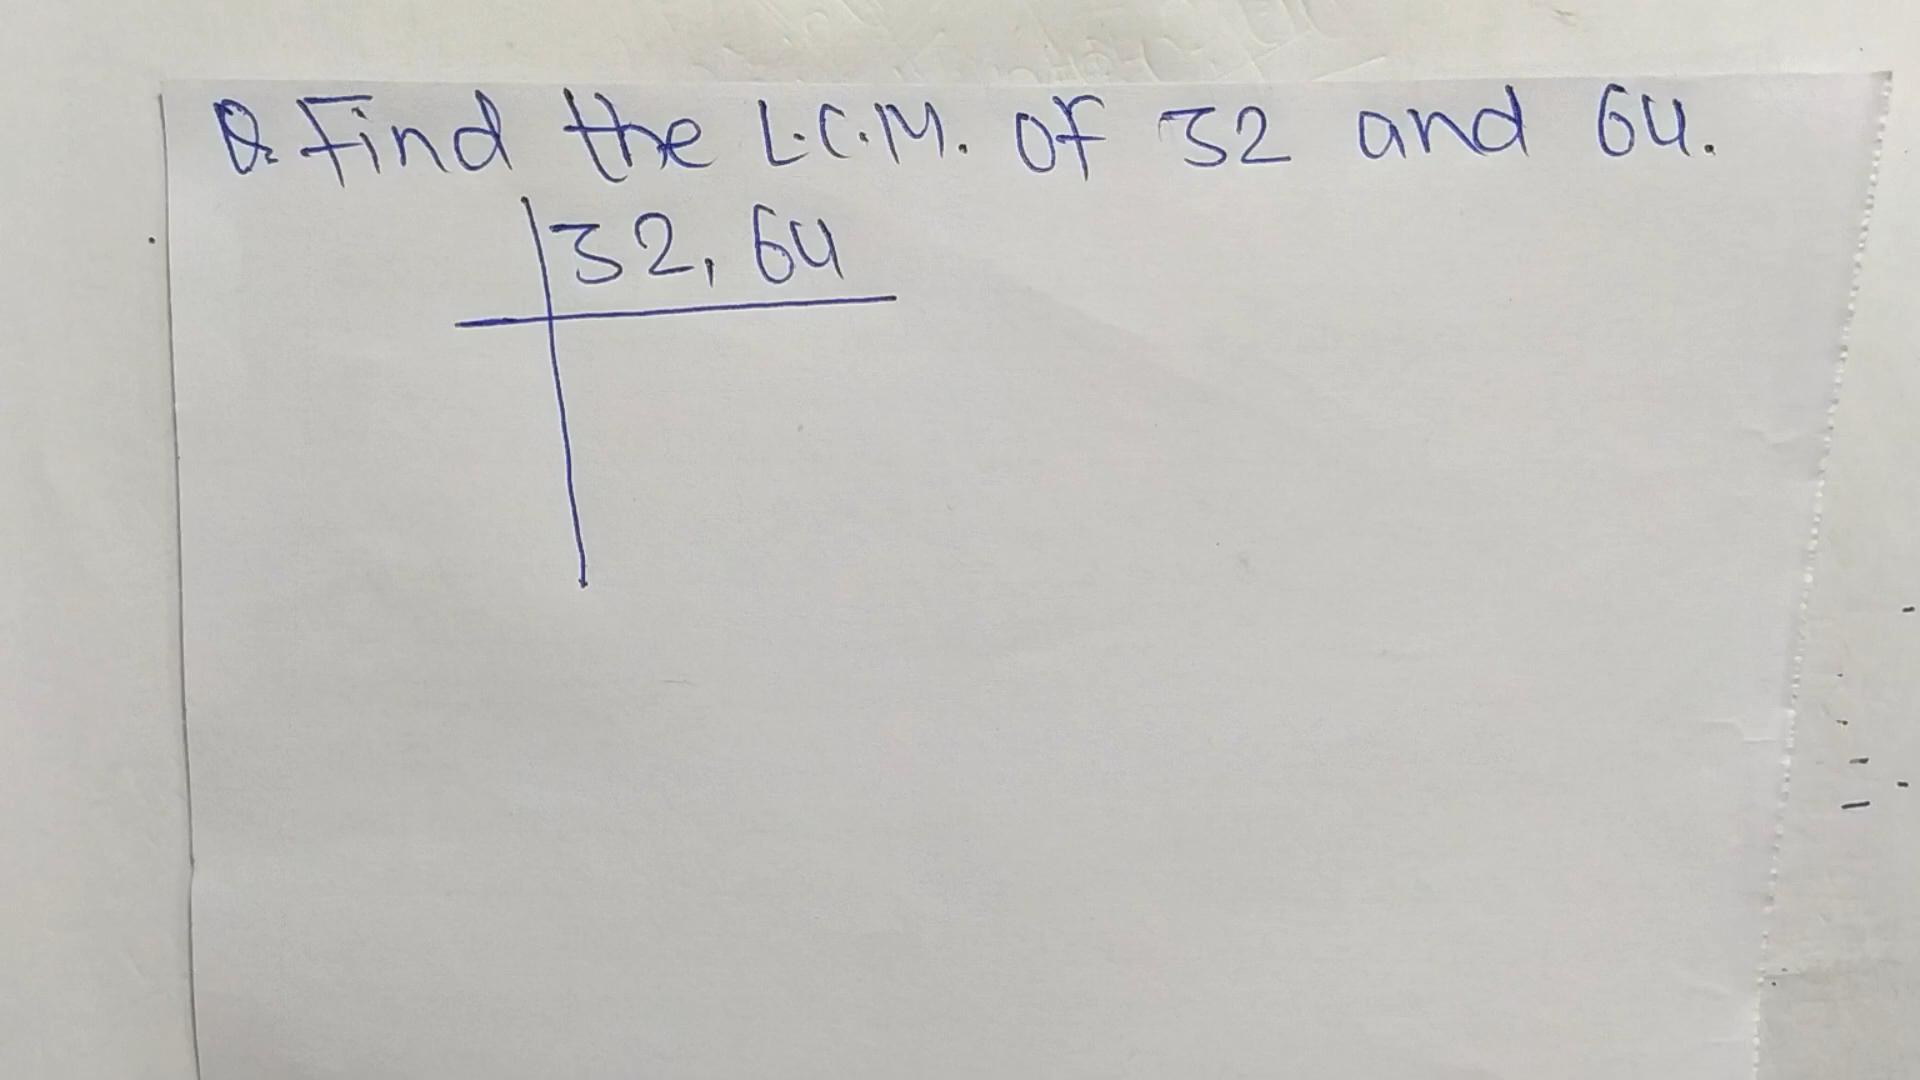 Q. Find the L.C.M. of 32 and 64.
32, 64